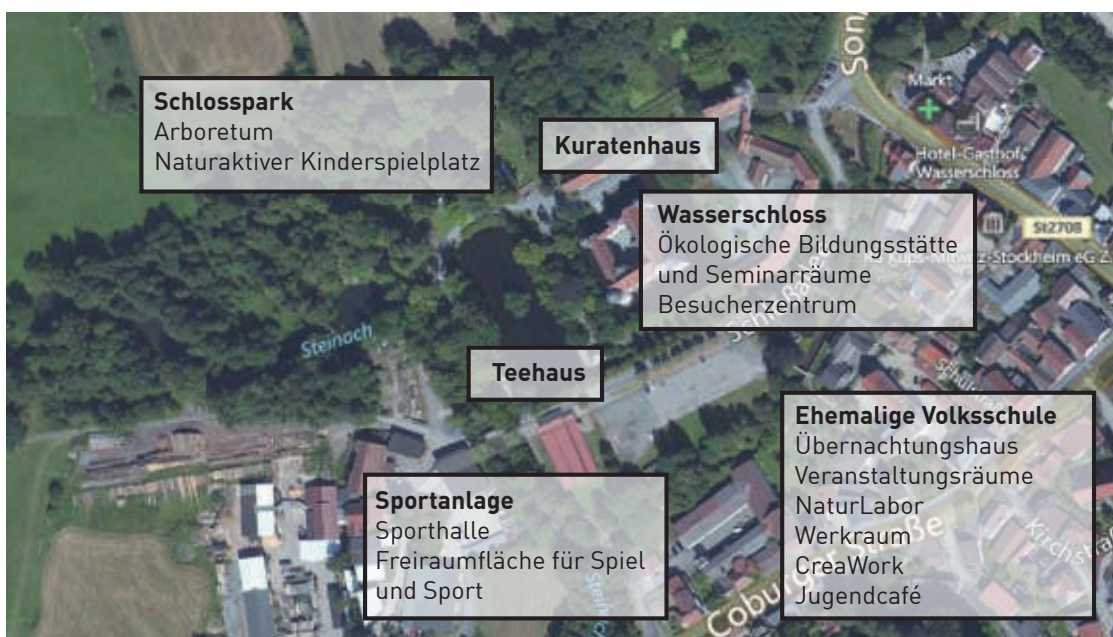 Schlosspark
Arboretum
Naturaktiver Kinderspielplatz
Kuratenhaus
Markt
Hotel-Gasthof
Wasserschloss
St2708
Wasserschloss
Ökologische Bildungsstätte
und Seminarräume
Besucherzentrum
Steinach
Teehaus
Ehemalige Volksschule
Übernachtungshaus
Veranstaltungsräume
NaturLabor
Werkraum
CreaWork
Jugendcafé
Sportanlage
Sporthalle
Freiraumfläche für Spiel
und Sport
Coburger Straße